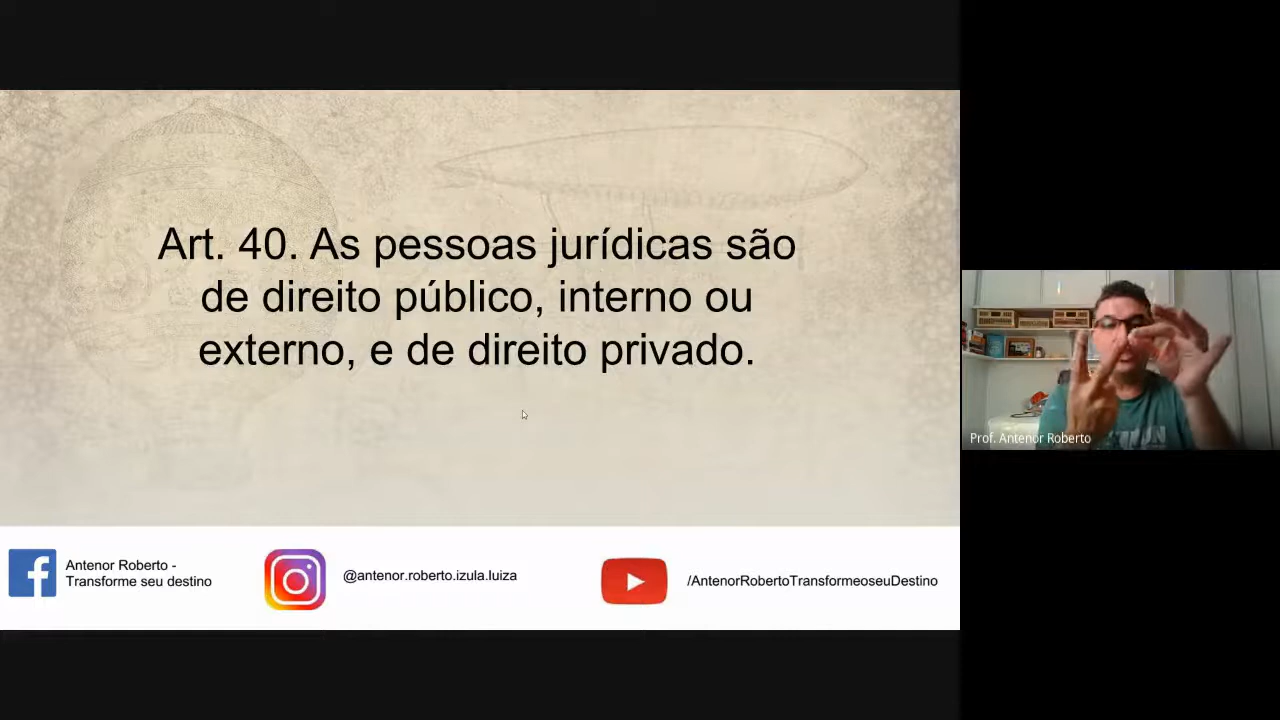 Art. 40. As pessoas jurídicas são
de direito público, interno ou
externo, e de direito privado.
Prof. Antenor Roberto
Antenor Roberto -
Transforme seu destino
@antenor.roberto.izula.luiza
/AntenorRobertoTransformeoseuDestino